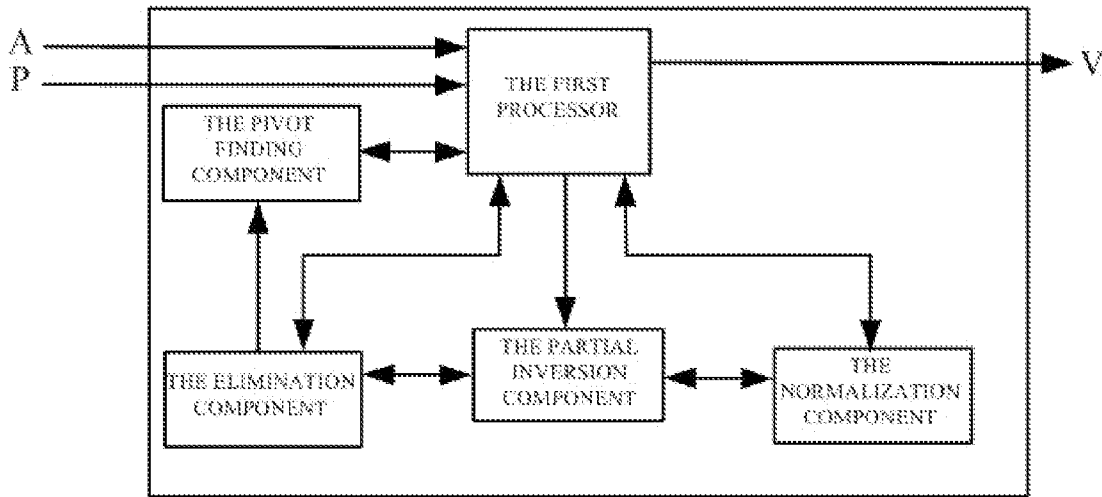 A
P
V
THE FIRST
PROCESSOR
THE PIVOT
FINDING
COMPONENT
THE ELIMINATION
COMPONENT
THE PARTIAL
INVERSION
COMPONENT
THE
NORMALIZATION
COMPONENT